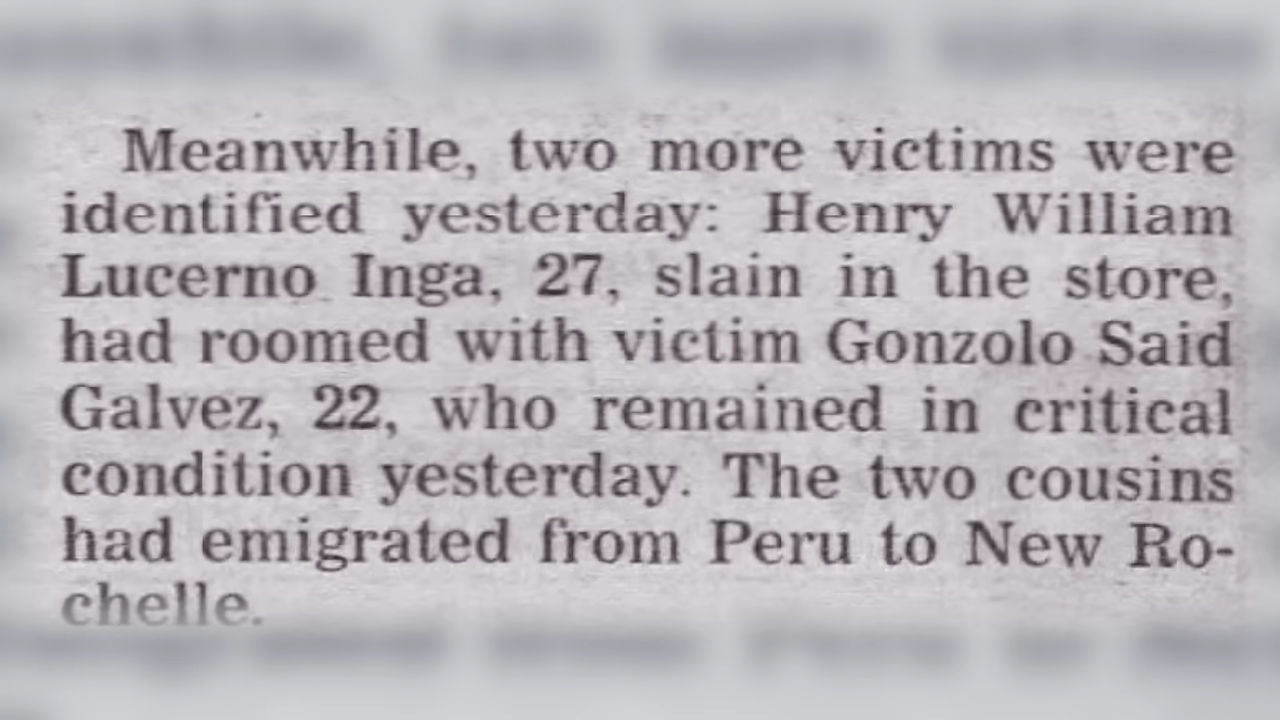 Meanwhile, two more victims were
identified yesterday: Henry William
Lucerno Inga, 27, slain in the store,
had roomed with victim Gonzolo Said
Galvez, 22, who remained in critical
condition yesterday. The two cousins
had emigrated from Peru to New Ro-
chelle.